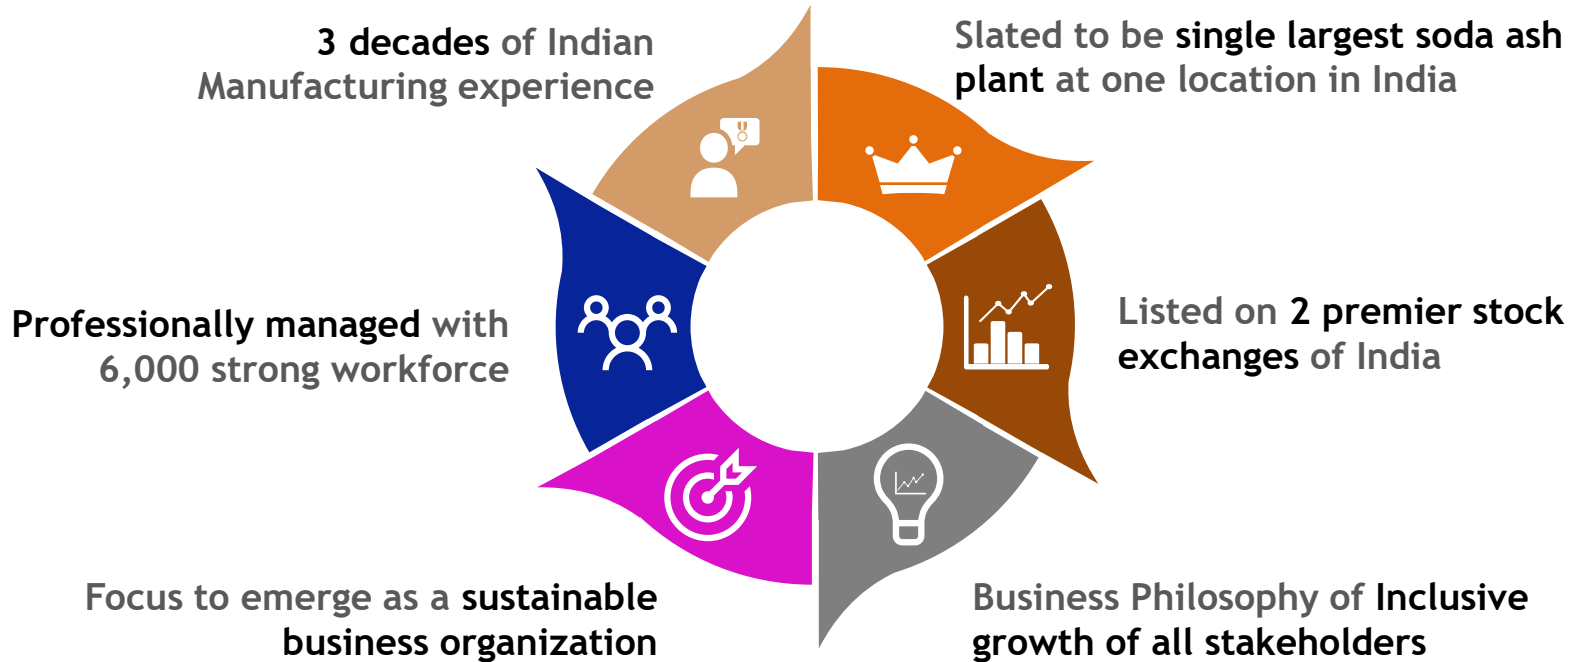 3 decades of Indian
Manufacturing experience
Slated to be single largest soda ash
plant at one location in India
Professionally managed with
6,000 strong workforce
Listed on 2 premier stock
exchanges of India
Focus to emerge as a sustainable
business organization
Business Philosophy of Inclusive
growth of all stakeholders